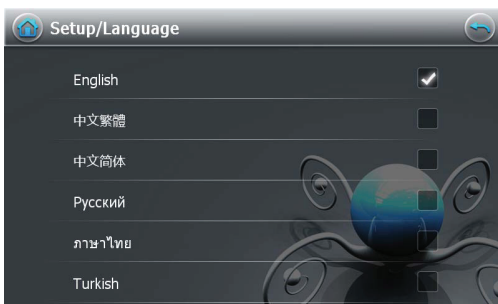 Setup/Language
English
中文繁體
中文简体
Русский
ภาษาไทย
Turkish